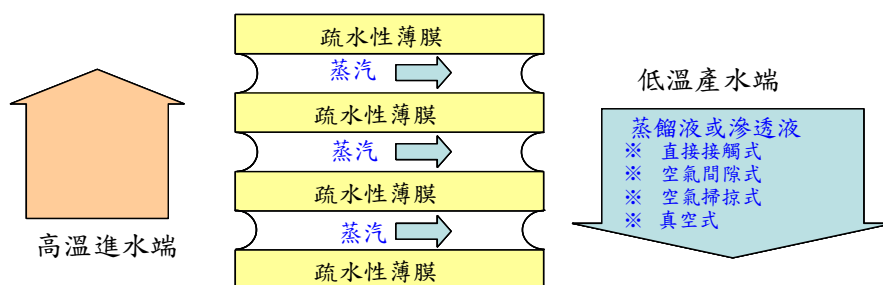 高溫進水端
疏水性薄膜
蒸汽
疏水性薄膜
蒸汽
疏水性薄膜
蒸汽
疏水性薄膜
低溫產水端
蒸餾液或滲透液
※ 直接接觸式
※ 空氣間隙式
※ 空氣掃掠式
※ 真空式